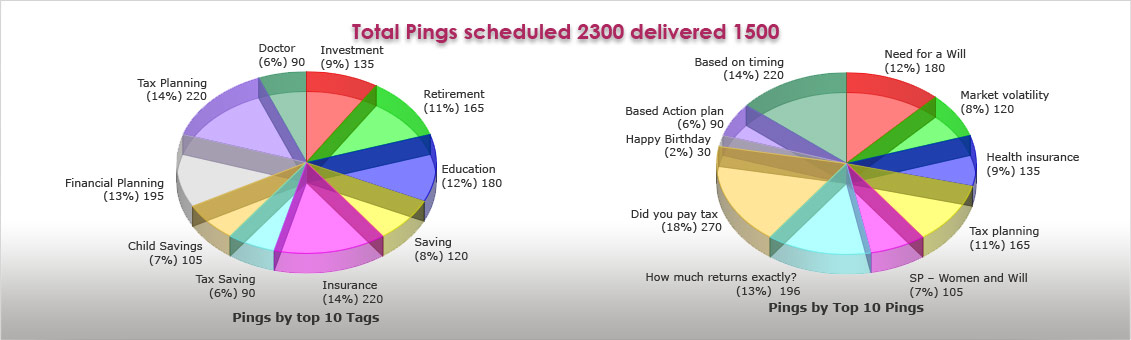 Total Pings scheduled 2300 delivered 1500
Doctor
(6%) 90
Investment
(9%) 135
Retirement
(11%) 165
Education
(12%) 180
Saving
(8%) 120
Insurance
(14%) 220
Tax Saving
(6%) 90
Child Savings
(7%) 105
Financial Planning
(13%) 195
Tax Planning
(14%) 220
Pings by top 10 Tags
Based on timing
(14%) 220
Need for a Will
(12%) 180
Market volatility
(8%) 120
Health insurance
(9%) 135
Tax planning
(11%) 165
SP – Women and Will
(7%) 105
How much returns exactly?
(13%) 196
Did you pay tax
(18%) 270
Happy Birthday
(2%) 30
Based Action plan
(6%) 90
Pings by Top 10 Pings